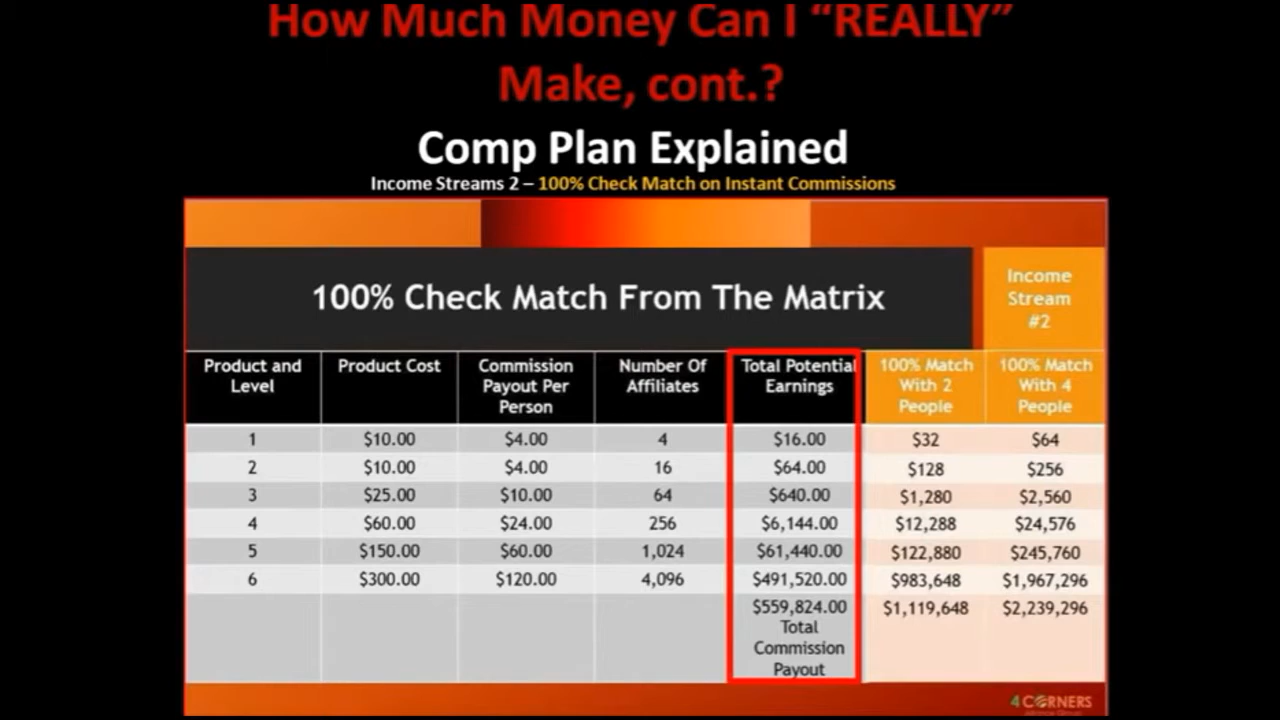 How Much Money Can I “REALLY”
Make, cont.?
Comp Plan Explained
Income Streams 2 – 100% Check Match on Instant Commissions
100% Check Match From The Matrix
Income
Stream
#2
Product and
Level
Product Cost
Commission
Payout Per
Person
Number Of
Affiliates
Total Potential
Earnings
100% Match
With 2
People
100% Match
With 4
People
1 $10.00 $4.00 4 $16.00 $32 $64
2 $10.00 $4.00 16 $64.00 $128 $256
3 $25.00 $10.00 64 $640.00 $1,280 $2,560
4 $60.00 $24.00 256 $6,144.00 $12,288 $24,576
5 $150.00 $60.00 1,024 $61,440.00 $122,880 $245,760
6 $300.00 $120.00 4,096 $491,520.00 $983,648 $1,967,296
$559,824.00 $1,119,648 $2,239,296
Total
Commission
Payout
4 CORNERS